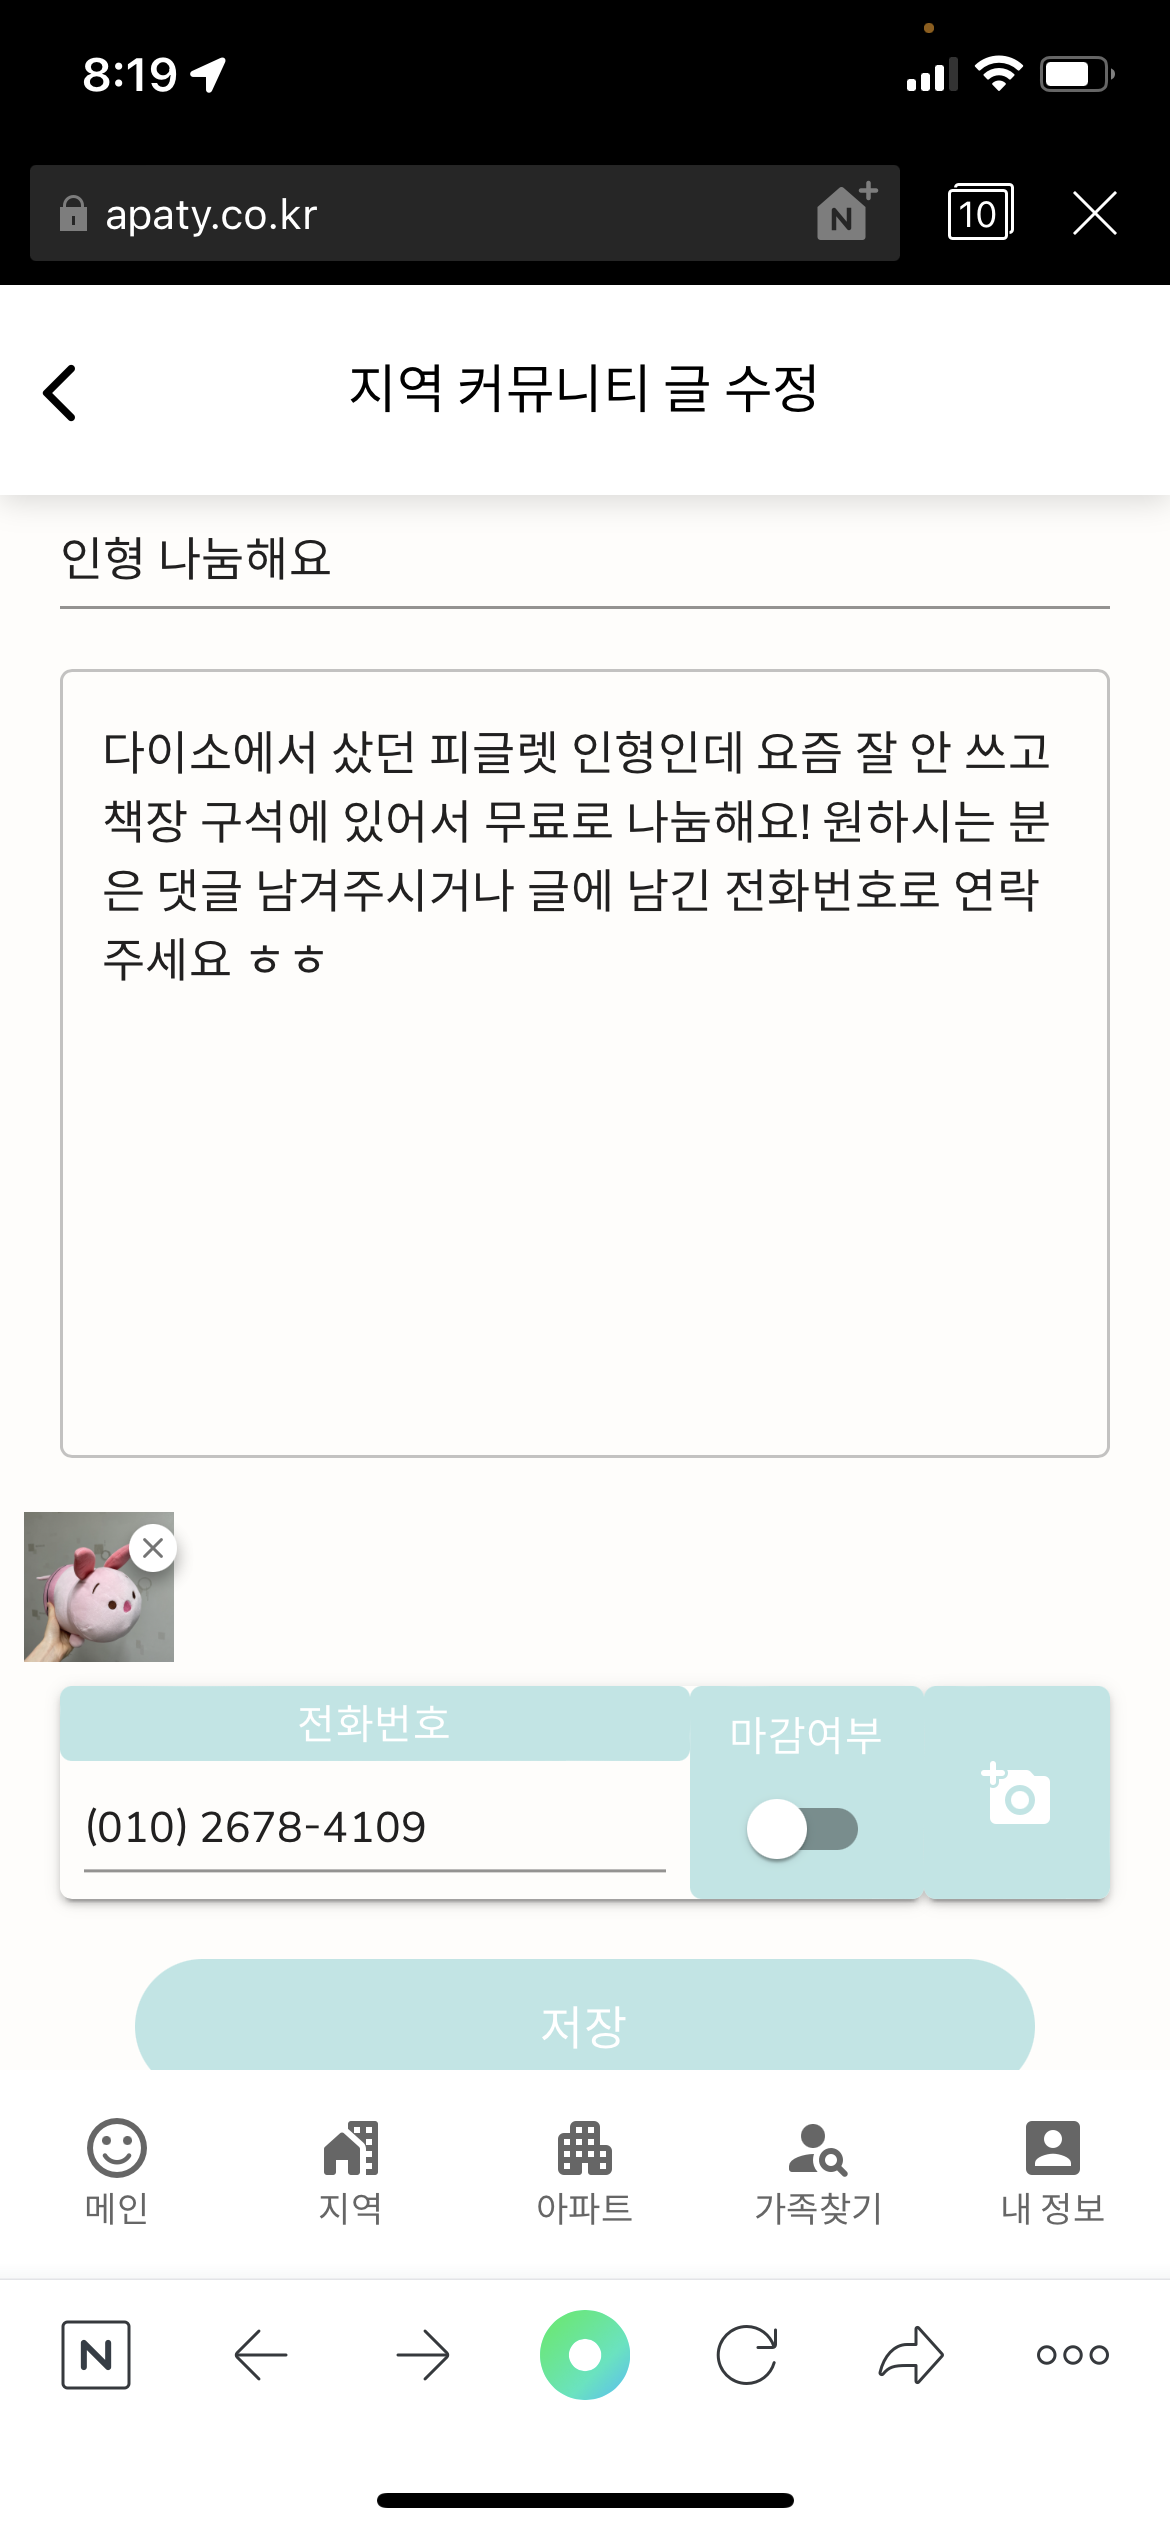 8:19
apaty.co.kr
N
10
지역 커뮤니티 글 수정
인형 나눔해요
다이소에서 샀던 피글렛 인형인데 요즘 잘 안 쓰고
책장 구석에 있어서 무료로 나눔해요! 원하시는 분
은 댓글 남겨주시거나 글에 남긴 전화번호로 연락
주세요 ㅎㅎ
전화번호
마감여부
(010) 2678-4109
저장
메인
지역
아파트
가족찾기
내 정보
N